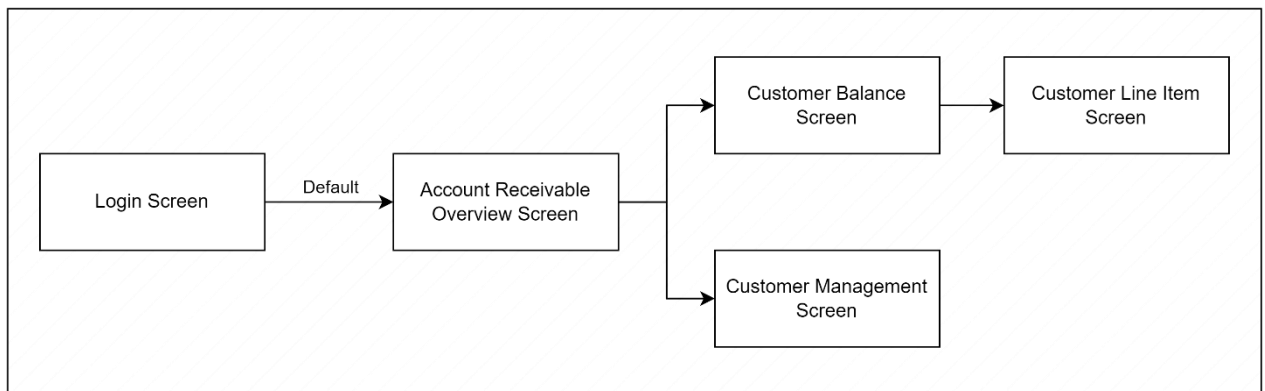 Login Screen
Default
Account Receivable
Overview Screen
Customer Balance
Screen
Customer Line Item
Screen
Customer Management
Screen